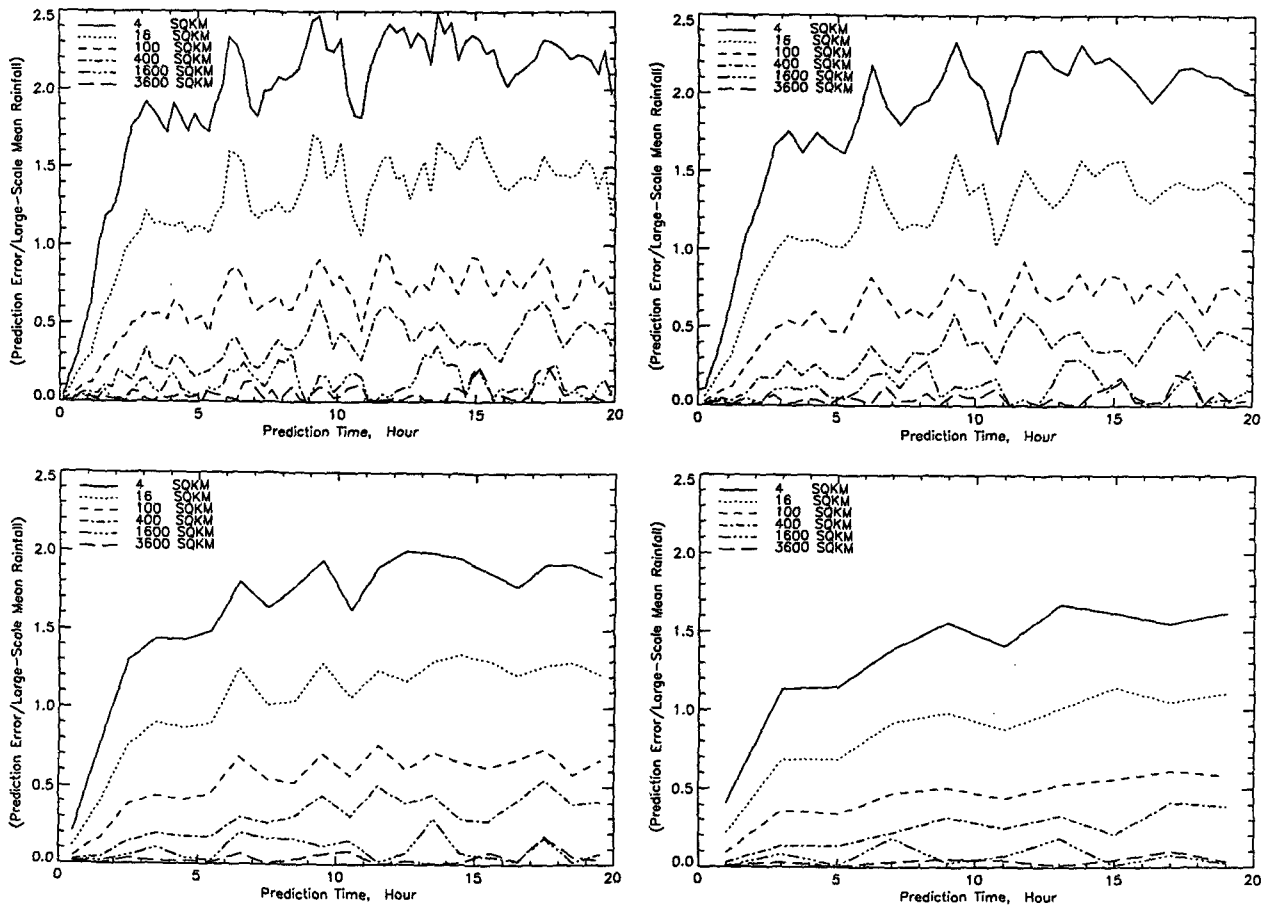 2.5
2.0
1.5
1.0
0.5
0.0
(Prediction Error/Large-Scale Mean Rainfall)
4 SQKM
16 SQKM
100 SQKM
400 SQKM
1600 SQKM
3600 SQKM
0 5 10 15 20
Prediction Time, Hour
2.5
2.0
1.5
1.0
0.5
0.0
(Prediction Error/Large-Scale Mean Rainfall)
4 SQKM
16 SQKM
100 SQKM
400 SQKM
1600 SQKM
3600 SQKM
0 5 10 15 20
Prediction Time, Hour
2.5
2.0
1.5
1.0
0.5
0.0
(Prediction Error/Large-Scale Mean Rainfall)
4 SQKM
16 SQKM
100 SQKM
400 SQKM
1600 SQKM
3600 SQKM
0 5 10 15 20
Prediction Time, Hour
2.5
2.0
1.5
1.0
0.5
0.0
(Prediction Error/Large-Scale Mean Rainfall)
4 SQKM
16 SQKM
100 SQKM
400 SQKM
1600 SQKM
3600 SQKM
0 5 10 15 20
Prediction Time, Hour